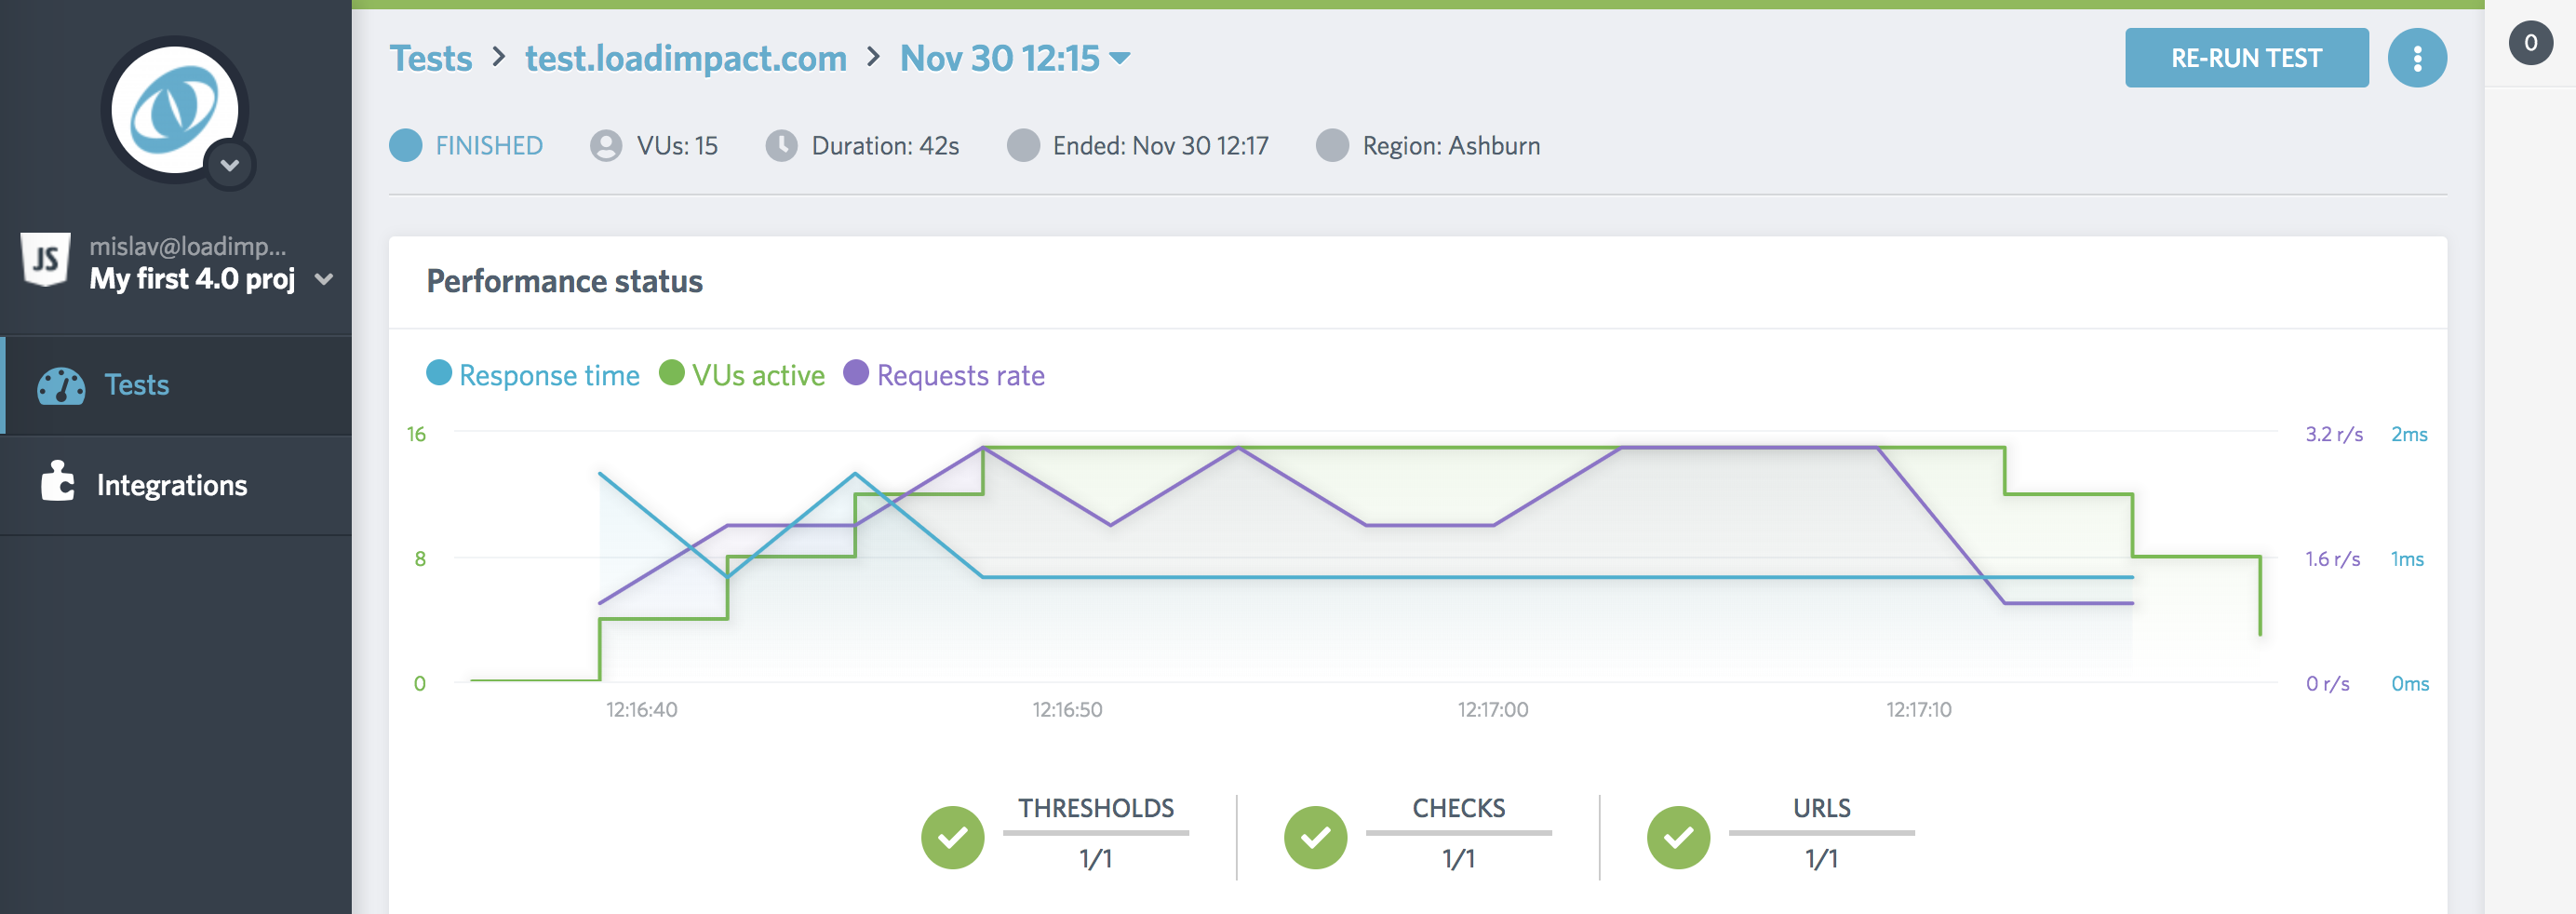 Tests > test.loadimpact.com > Nov 30 12:15
RE-RUN TEST
0
FINISHED
VUs: 15
Duration: 42s
Ended: Nov 30 12:17
Region: Ashburn
JS
mislav@loadimp...
My first 4.0 proj
Tests
Integrations
Performance status
Response time
VUs active
Requests rate
16
3.2 r/s
2ms
8
1.6 r/s
1ms
0
0 r/s
0ms
12:16:40
12:16:50
12:17:00
12:17:10
THRESHOLDS
1/1
CHECKS
1/1
URLS
1/1